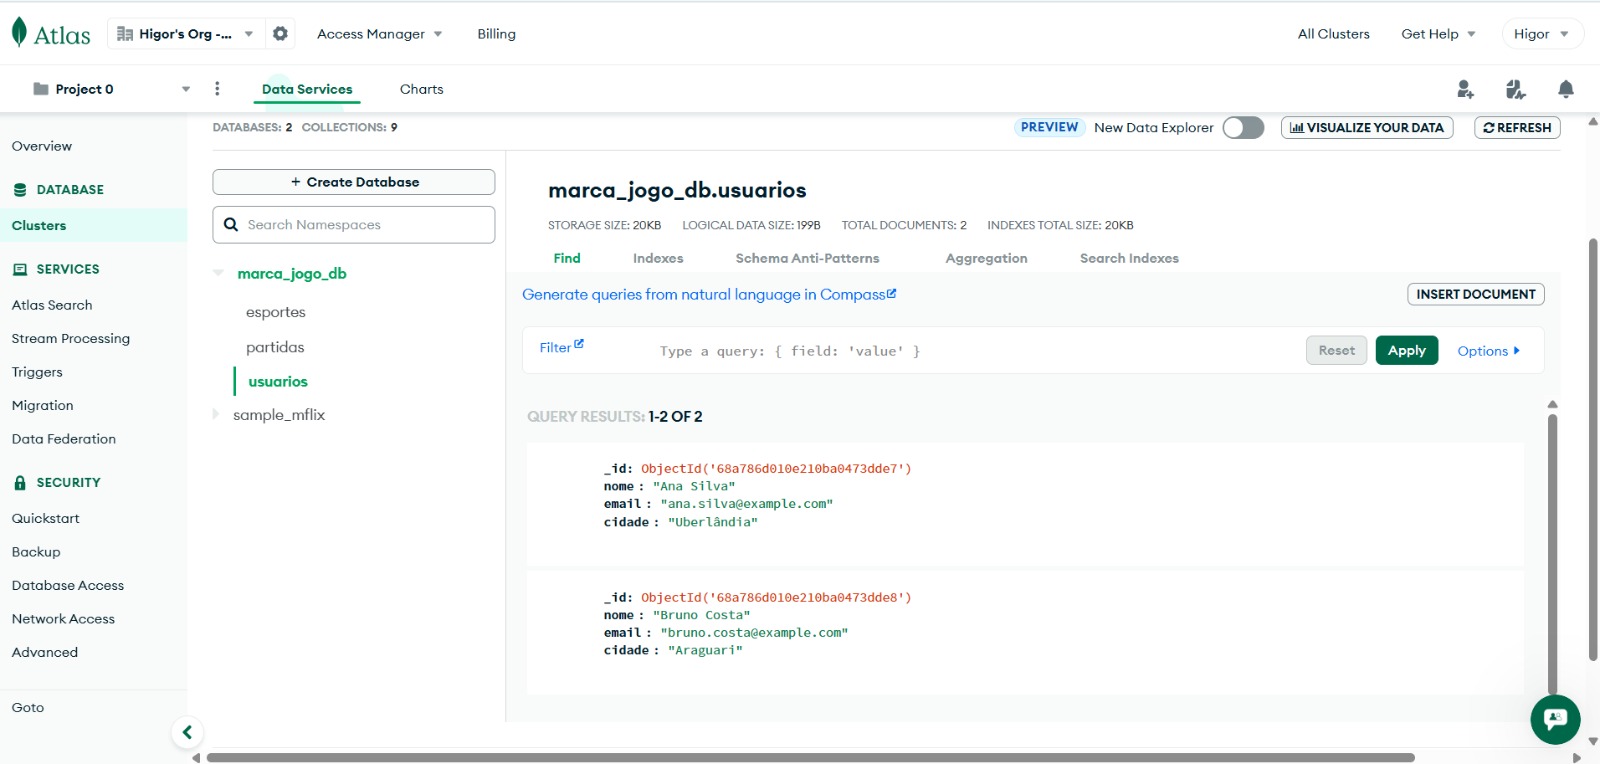 Atlas
Higor's Org -...
Access Manager
Billing
All Clusters
Get Help
Higor
Project 0
Data Services
Charts
Overview
DATABASE
Clusters
SERVICES
Atlas Search
Stream Processing
Triggers
Migration
Data Federation
SECURITY
Quickstart
Backup
Database Access
Network Access
Advanced
Goto
DATABASES: 2 COLLECTIONS: 9
PREVIEW New Data Explorer
VISUALIZE YOUR DATA
REFRESH
+ Create Database
Search Namespaces
marca_jogo_db
esportes
partidas
usuarios
sample_mflix
marca_jogo_db.usuarios
STORAGE SIZE: 20KB LOGICAL DATA SIZE: 199B TOTAL DOCUMENTS: 2 INDEXES TOTAL SIZE: 20KB
Find Indexes Schema Anti-Patterns Aggregation Search Indexes
Generate queries from natural language in Compass
INSERT DOCUMENT
Filter
Type a query: { field: 'value' }
Reset
Apply
Options
QUERY RESULTS: 1-2 OF 2
_id: ObjectId('68a786d010e210ba0473dde7')
nome : "Ana Silva"
email : "ana.silva@example.com"
cidade : "Uberlândia"
_id: ObjectId('68a786d010e210ba0473dde8')
nome : "Bruno Costa"
email : "bruno.costa@example.com"
cidade : "Araguari"